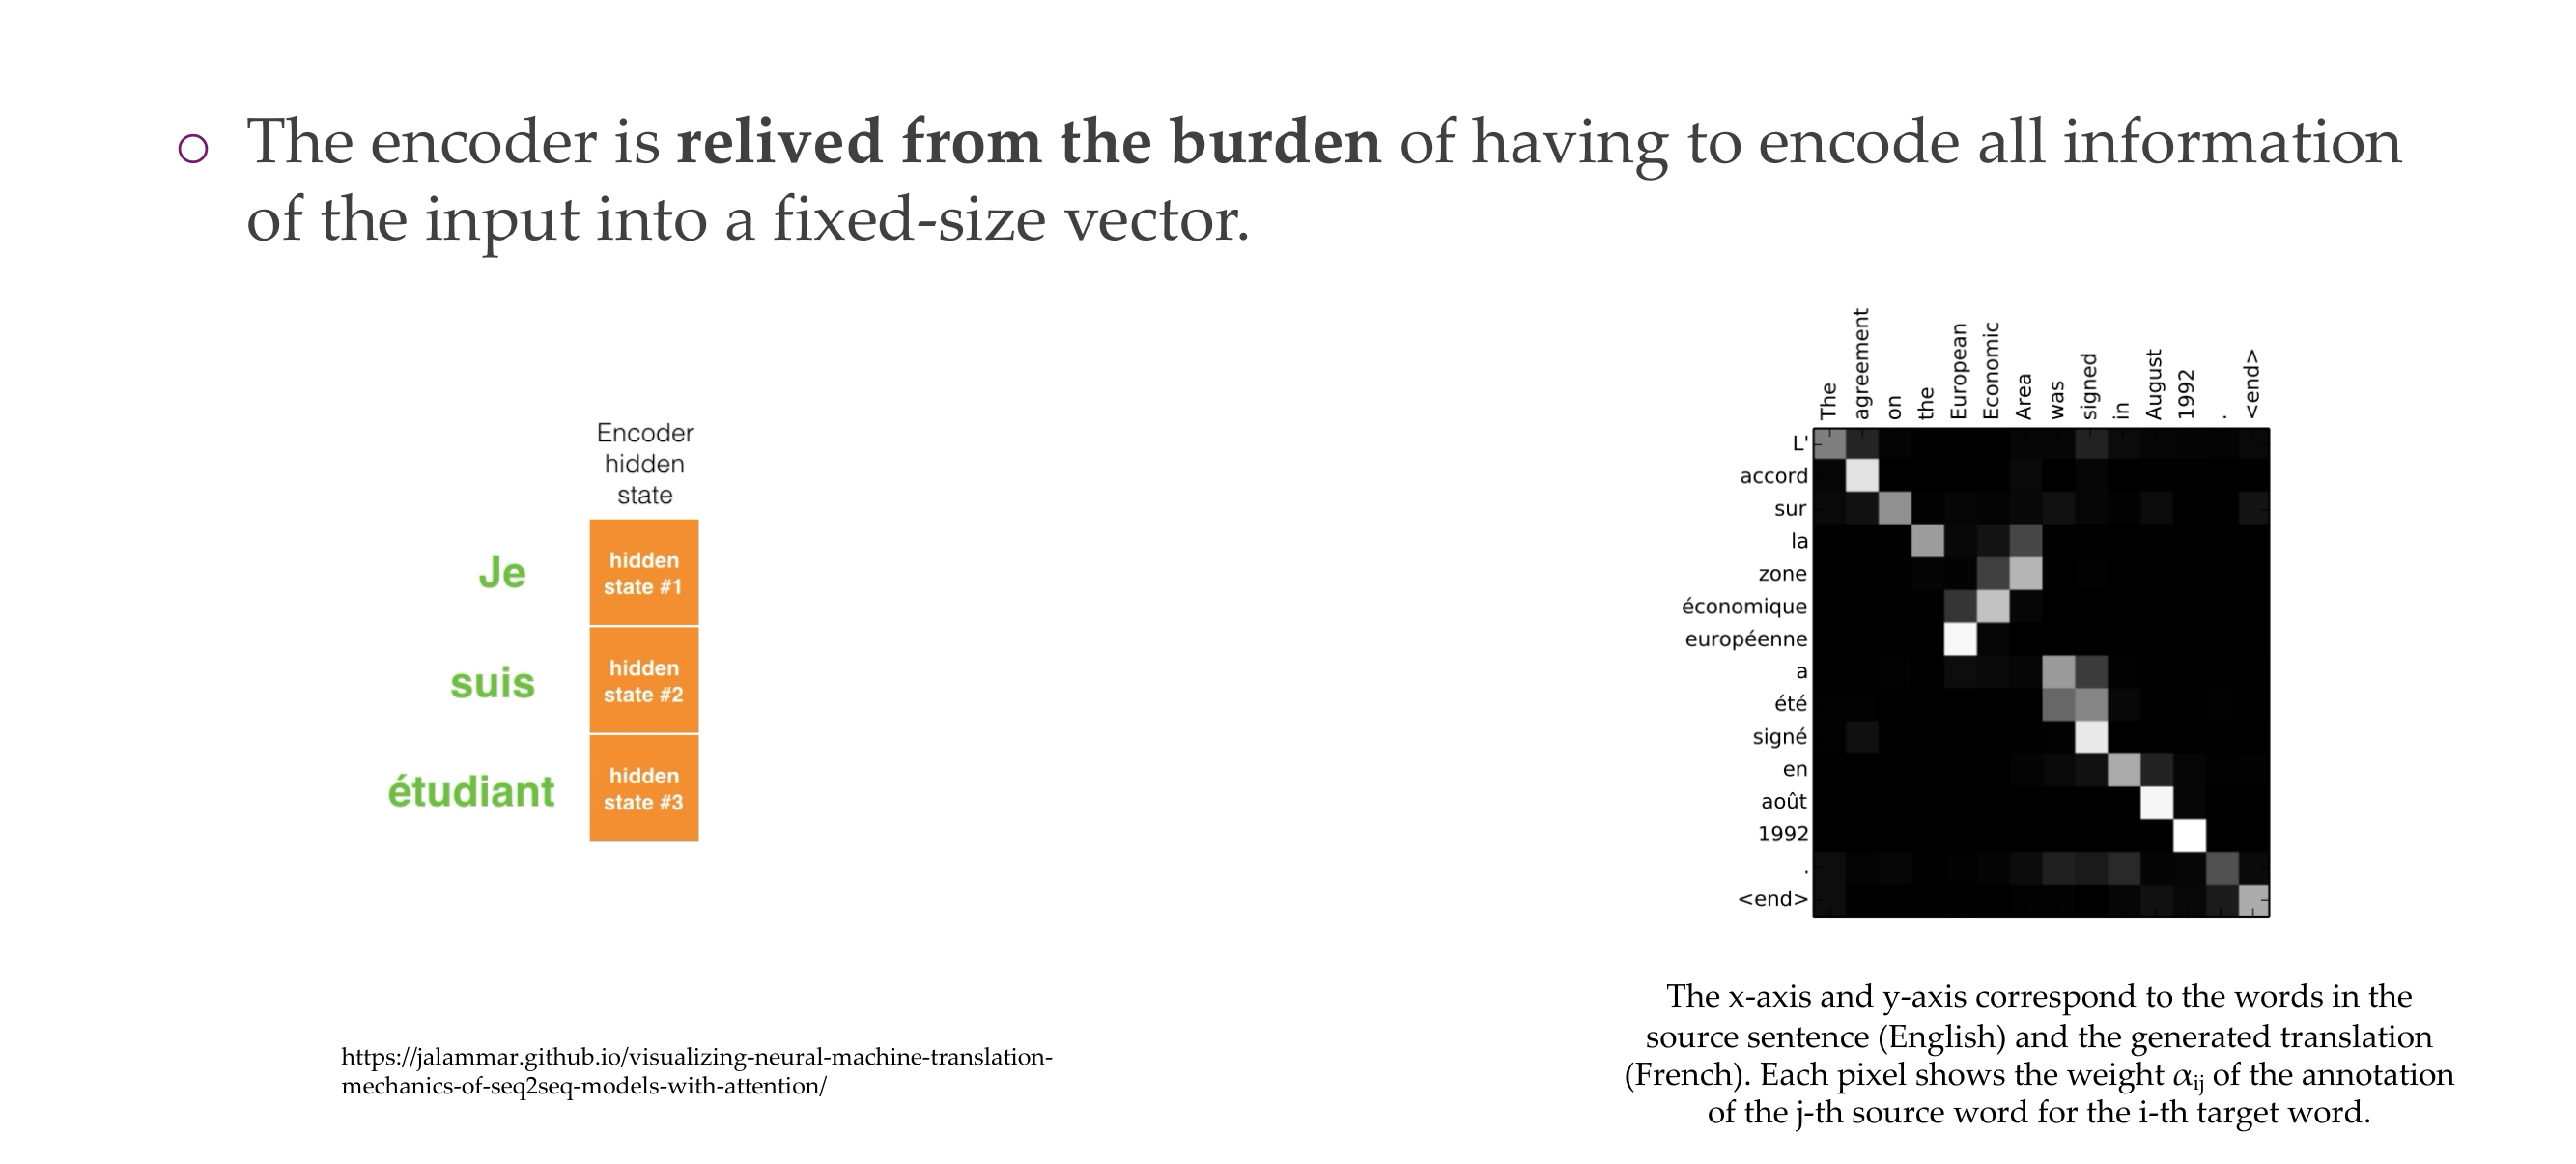 The encoder is relived from the burden of having to encode all information
of the input into a fixed-size vector.
Encoder
hidden
state
Je
hidden
state #1
suis
hidden
state #2
étudiant
hidden
state #3
https://jalammar.github.io/visualizing-neural-machine-translation-
mechanics-of-seq2seq-models-with-attention/
The
agreement
on
the
European
Economic
Area
was
signed
in
August
1992
.
<end>
L'
accord
sur
la
zone
économique
européenne
a
été
signé
en
août
1992
.
<end>
The x-axis and y-axis correspond to the words in the
source sentence (English) and the generated translation
(French). Each pixel shows the weight αij of the annotation
of the j-th source word for the i-th target word.